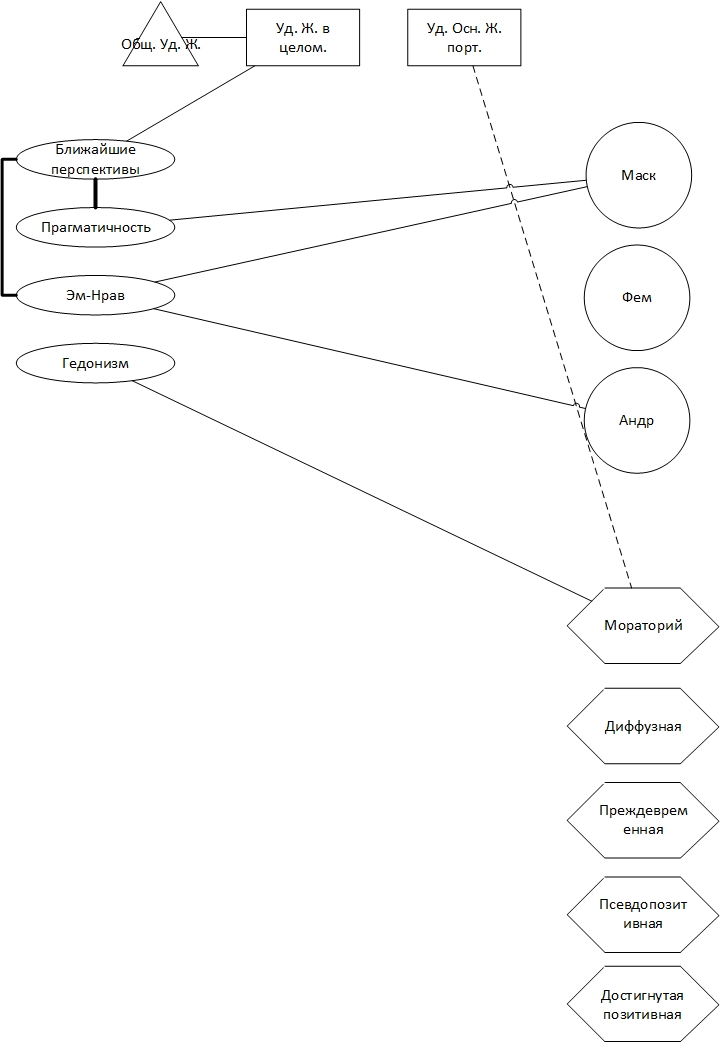 Общ. Уд. Ж.
Уд. Ж. в
целом.
Уд. Осн. Ж.
порт.
Ближайшие
перспективы
Маск
Прагматичность
Эм-Нрав
Фем
Гедонизм
Андр
Мораторий
Диффузная
Преждеврем
енная
Псевдопозит
ивная
Достигнутая
позитивная